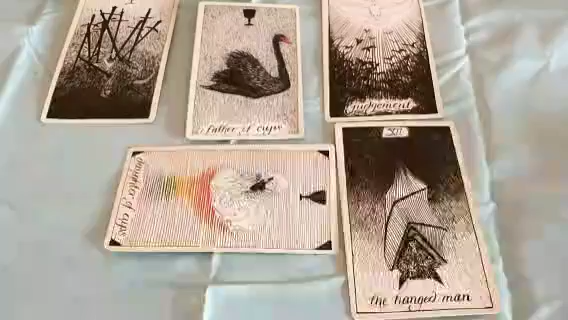 father of cups
judgement
daughter of cups
XII
the hanged man